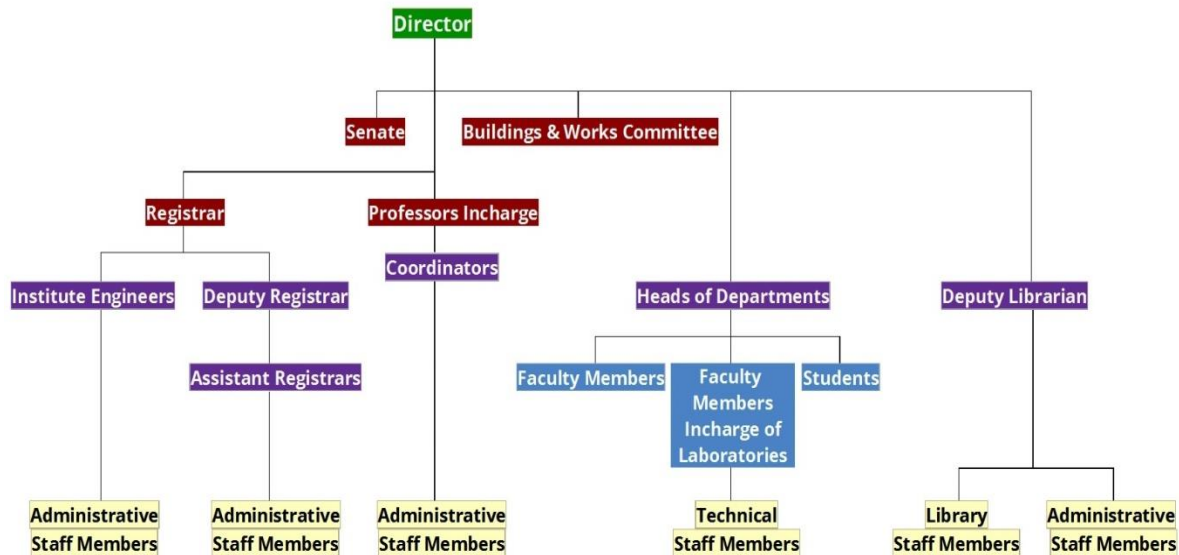 Director
Senate
Buildings & Works Committee
Registrar
Professors Incharge
Coordinators
Institute Engineers
Deputy Registrar
Heads of Departments
Deputy Librarian
Assistant Registrars
Faculty Members
Faculty
Members
Incharge of
Laboratories
Students
Administrative
Staff Members
Administrative
Staff Members
Administrative
Staff Members
Technical
Staff Members
Library
Staff Members
Administrative
Staff Members